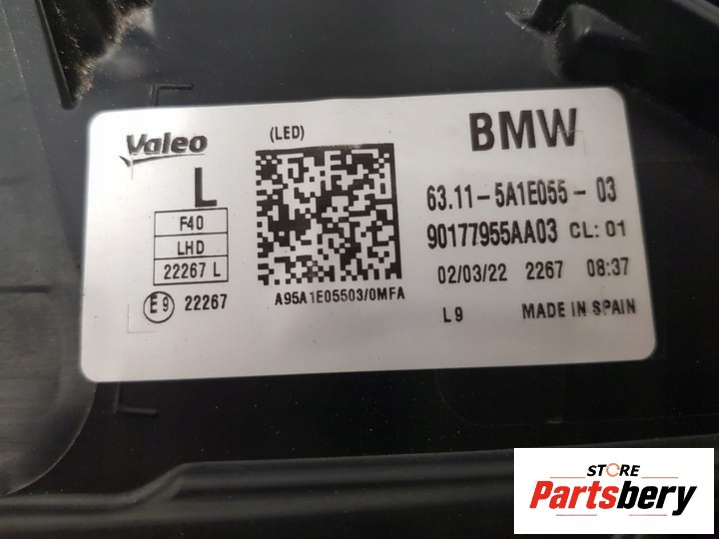 Valeo
(LED)
BMW
L
63.11-5A1E055-03
F40
90177955AA03 CL: 01
LHD
22267 L
02/03/22 2267 08:37
E9 22267
A95A1E05503/0MFA
L9 MADE IN SPAIN
STORE
Partsbery